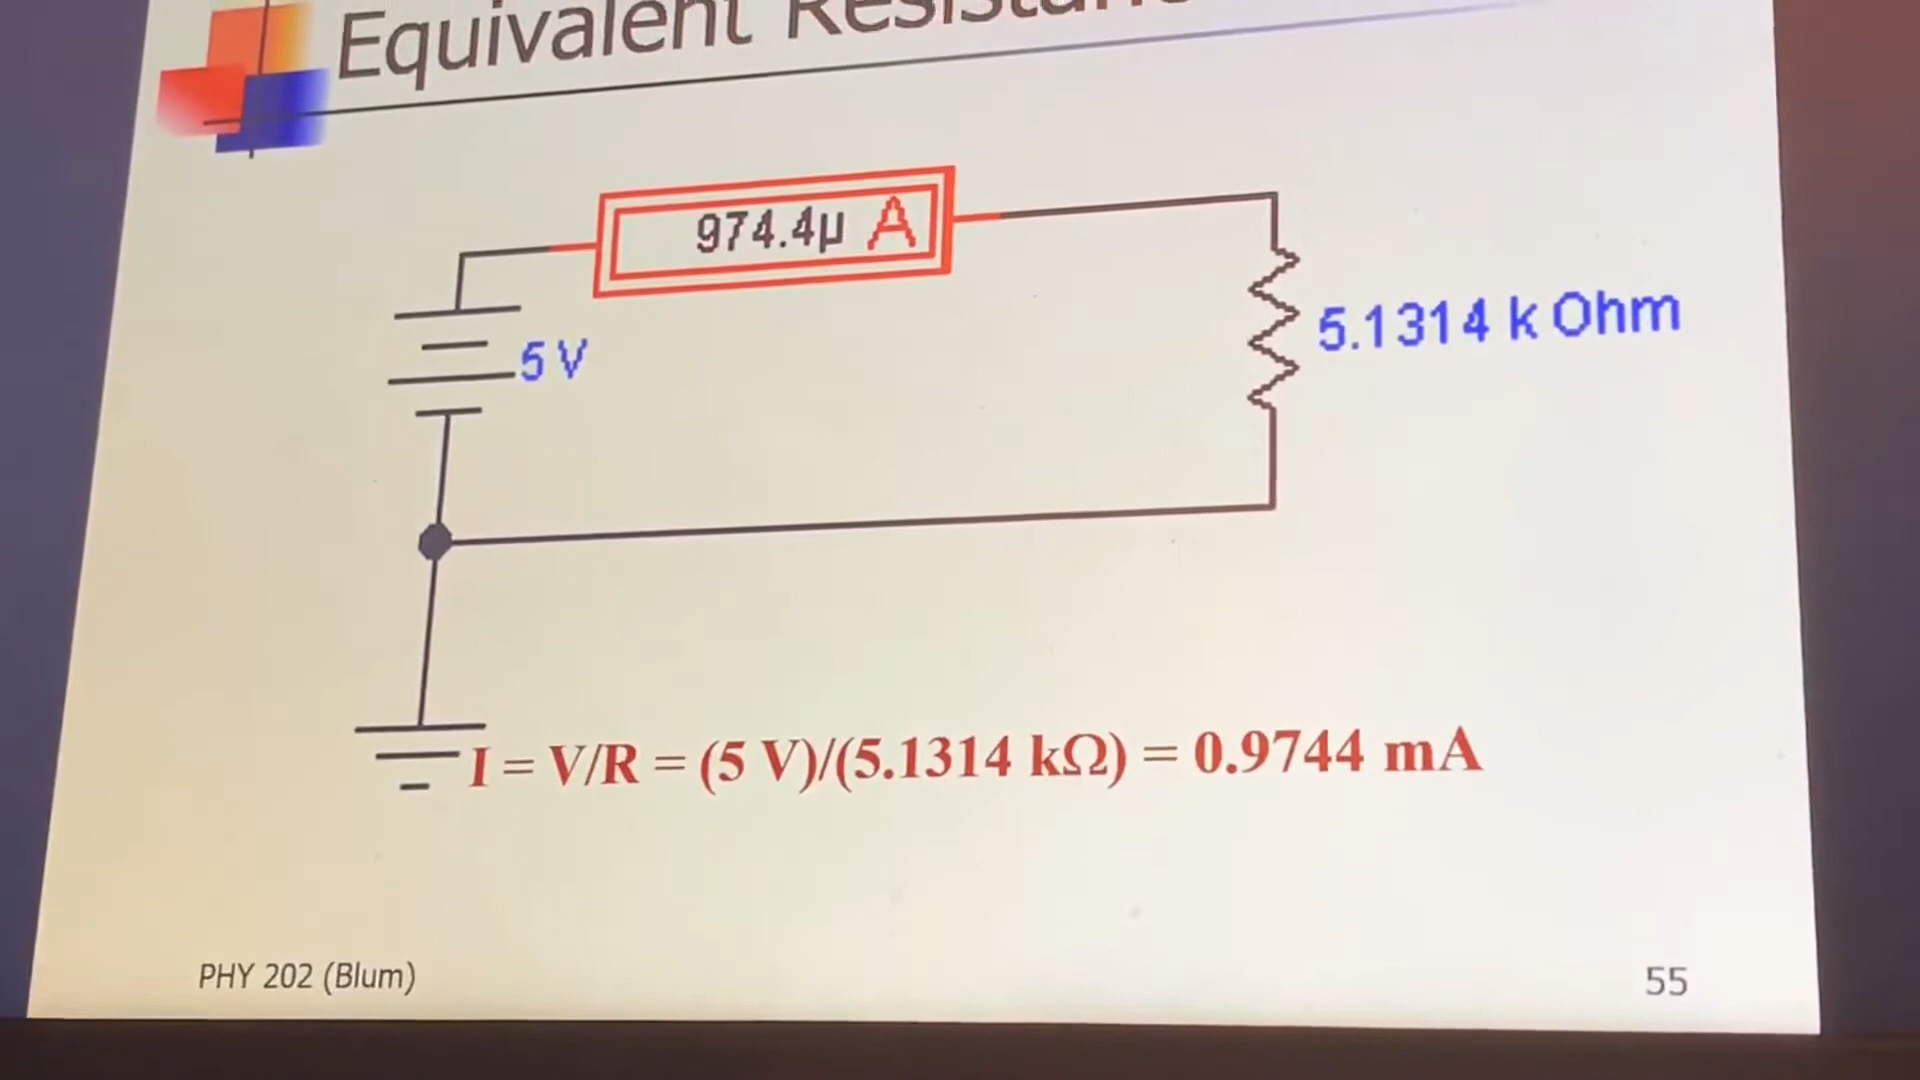 Equivalent
974.4µ A
5 V
5.1314 k Ohm
I = V/R = (5 V)/(5.1314 kΩ) = 0.9744 mA
PHY 202 (Blum)
55